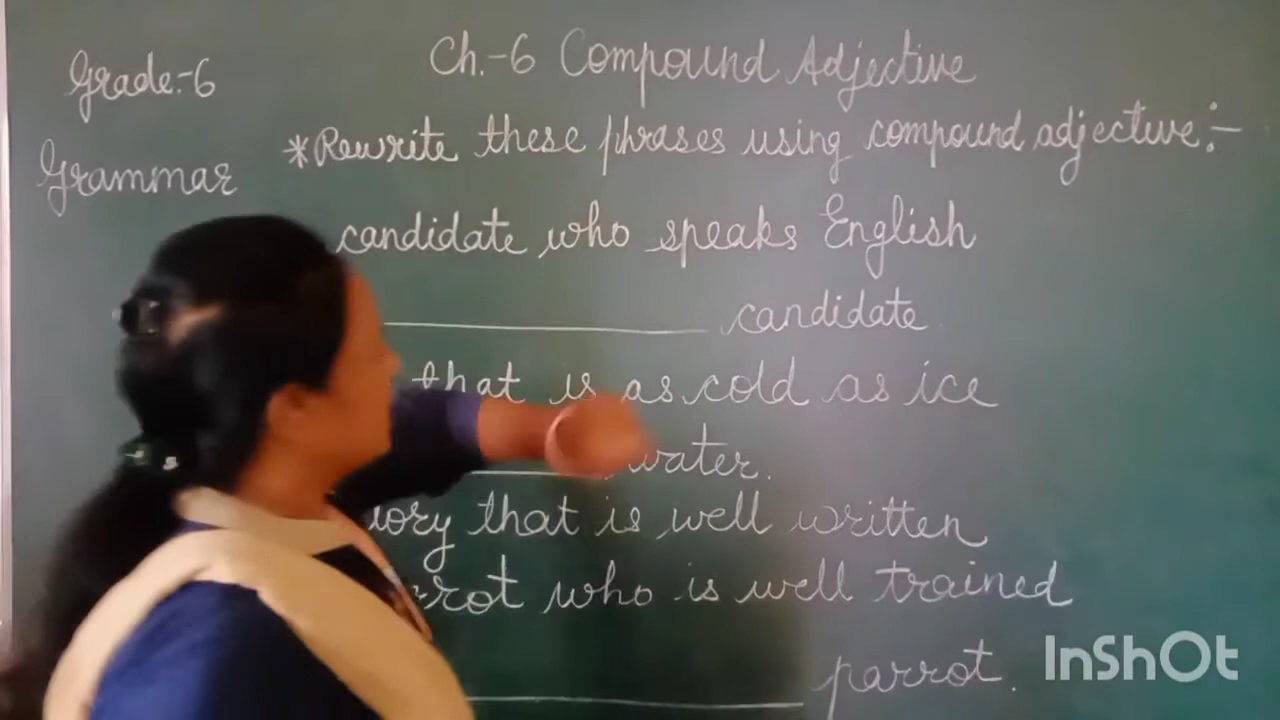 Ch.-6 Compound Adjective
Grade:-6
Grammar
*Rewrite these phrases using compound adjective:-
candidate who speaks English
candidate.
that is as cold as ice
water.
that is well written
who is well trained
parrot.
InShOt